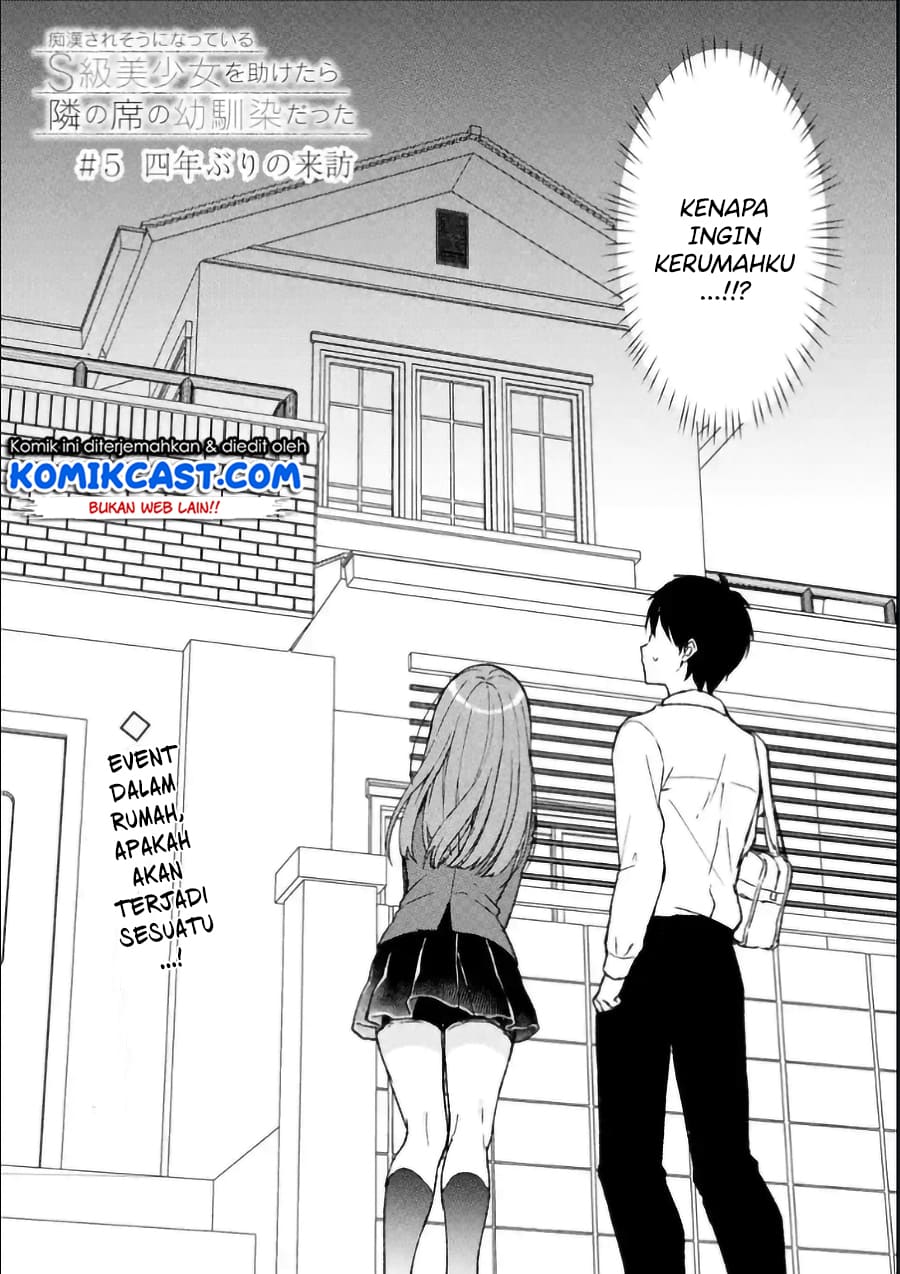 痴漢されそうになっている
S級美少女を助けたら
隣の席の幼馴染だった
#5 四年ぶりの来訪
KENAPA
INGIN
KERUMAHKU
...!!?
Komik ini diterjemahkan & diedit oleh
KOMIKCAST.COM
BUKAN WEB LAIN!!
EVENT
DALAM
RUMAH,
APAKAH
AKAN
TERJADI
SESUATU
...!